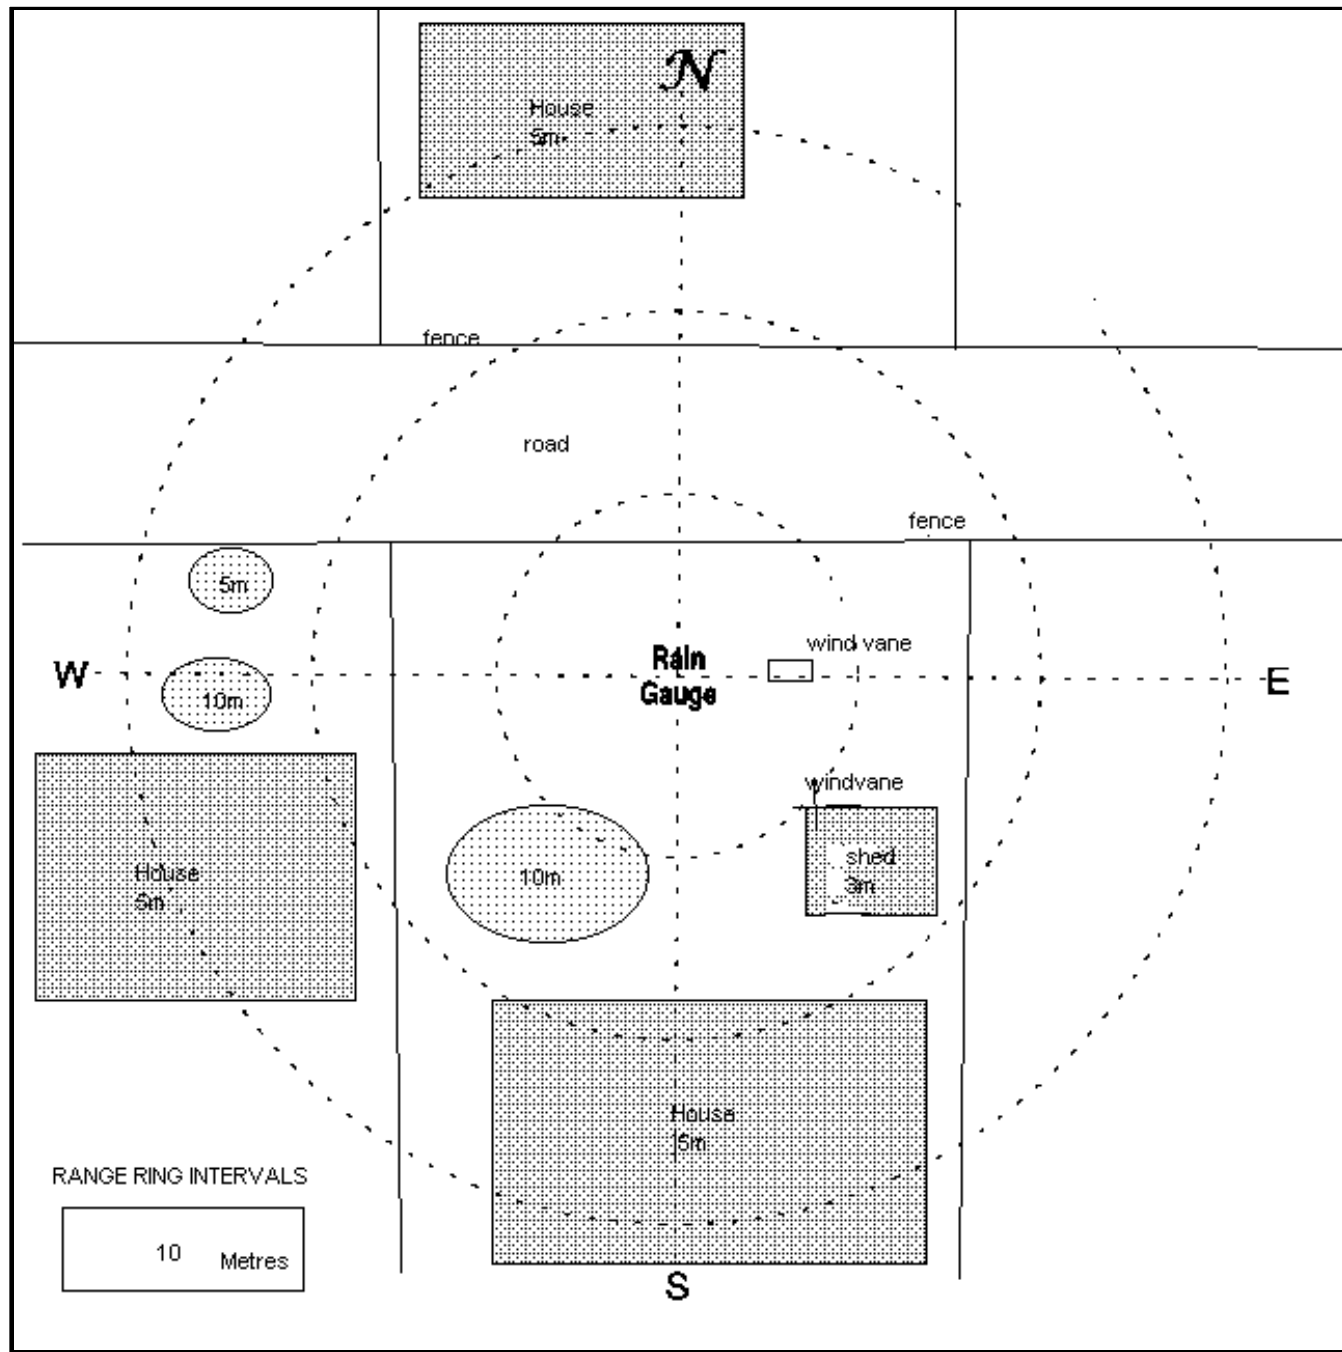 N
House
5m
fence
road
fence
5m
wind vane
W
Rain
Gauge
E
10m
windvane
House
5m
10m
shed
3m
House
5m
RANGE RING INTERVALS
10 Metres
S